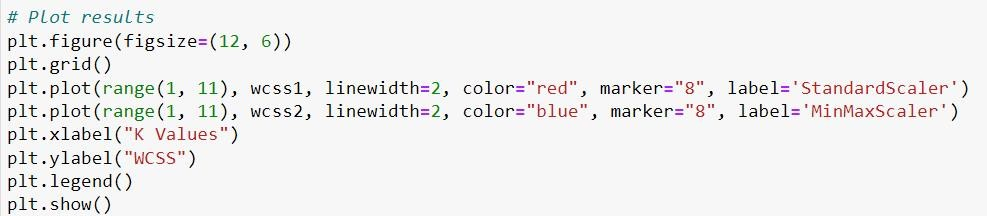 # Plot results
plt.figure(figsize=(12, 6))
plt.grid()
plt.plot(range(1, 11), wcss1, linewidth=2, color="red", marker="8", label='StandardScaler')
plt.plot(range(1, 11), wcss2, linewidth=2, color="blue", marker="8", label='MinMaxScaler')
plt.xlabel("K Values")
plt.ylabel("WCSS")
plt.legend()
plt.show()